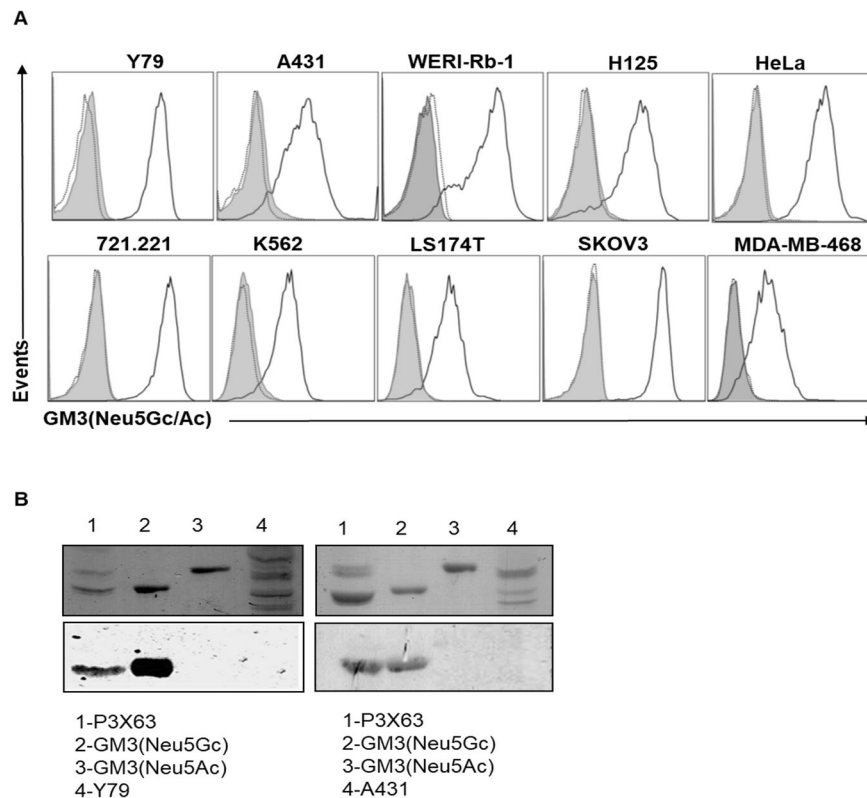 A
Y79 A431 WERI-Rb-1 H125 HeLa
721.221 K562 LS174T SKOV3 MDA-MB-468
Events
GM3(Neu5Gc/Ac)
B
1 2 3 4 1 2 3 4
1-P3X63
2-GM3(Neu5Gc)
3-GM3(Neu5Ac)
4-Y79
1-P3X63
2-GM3(Neu5Gc)
3-GM3(Neu5Ac)
4-A431